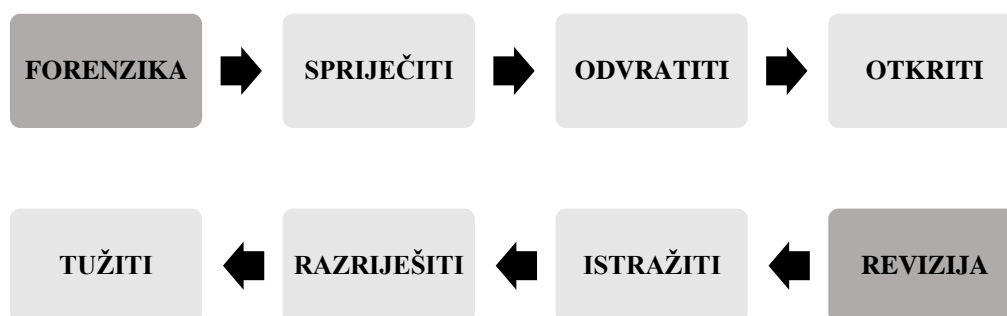 FORENZIKA
SPRIJEČITI
ODVRATITI
OTKRITI
TUŽITI
RAZRIJEŠITI
ISTRAŽITI
REVIZIJA